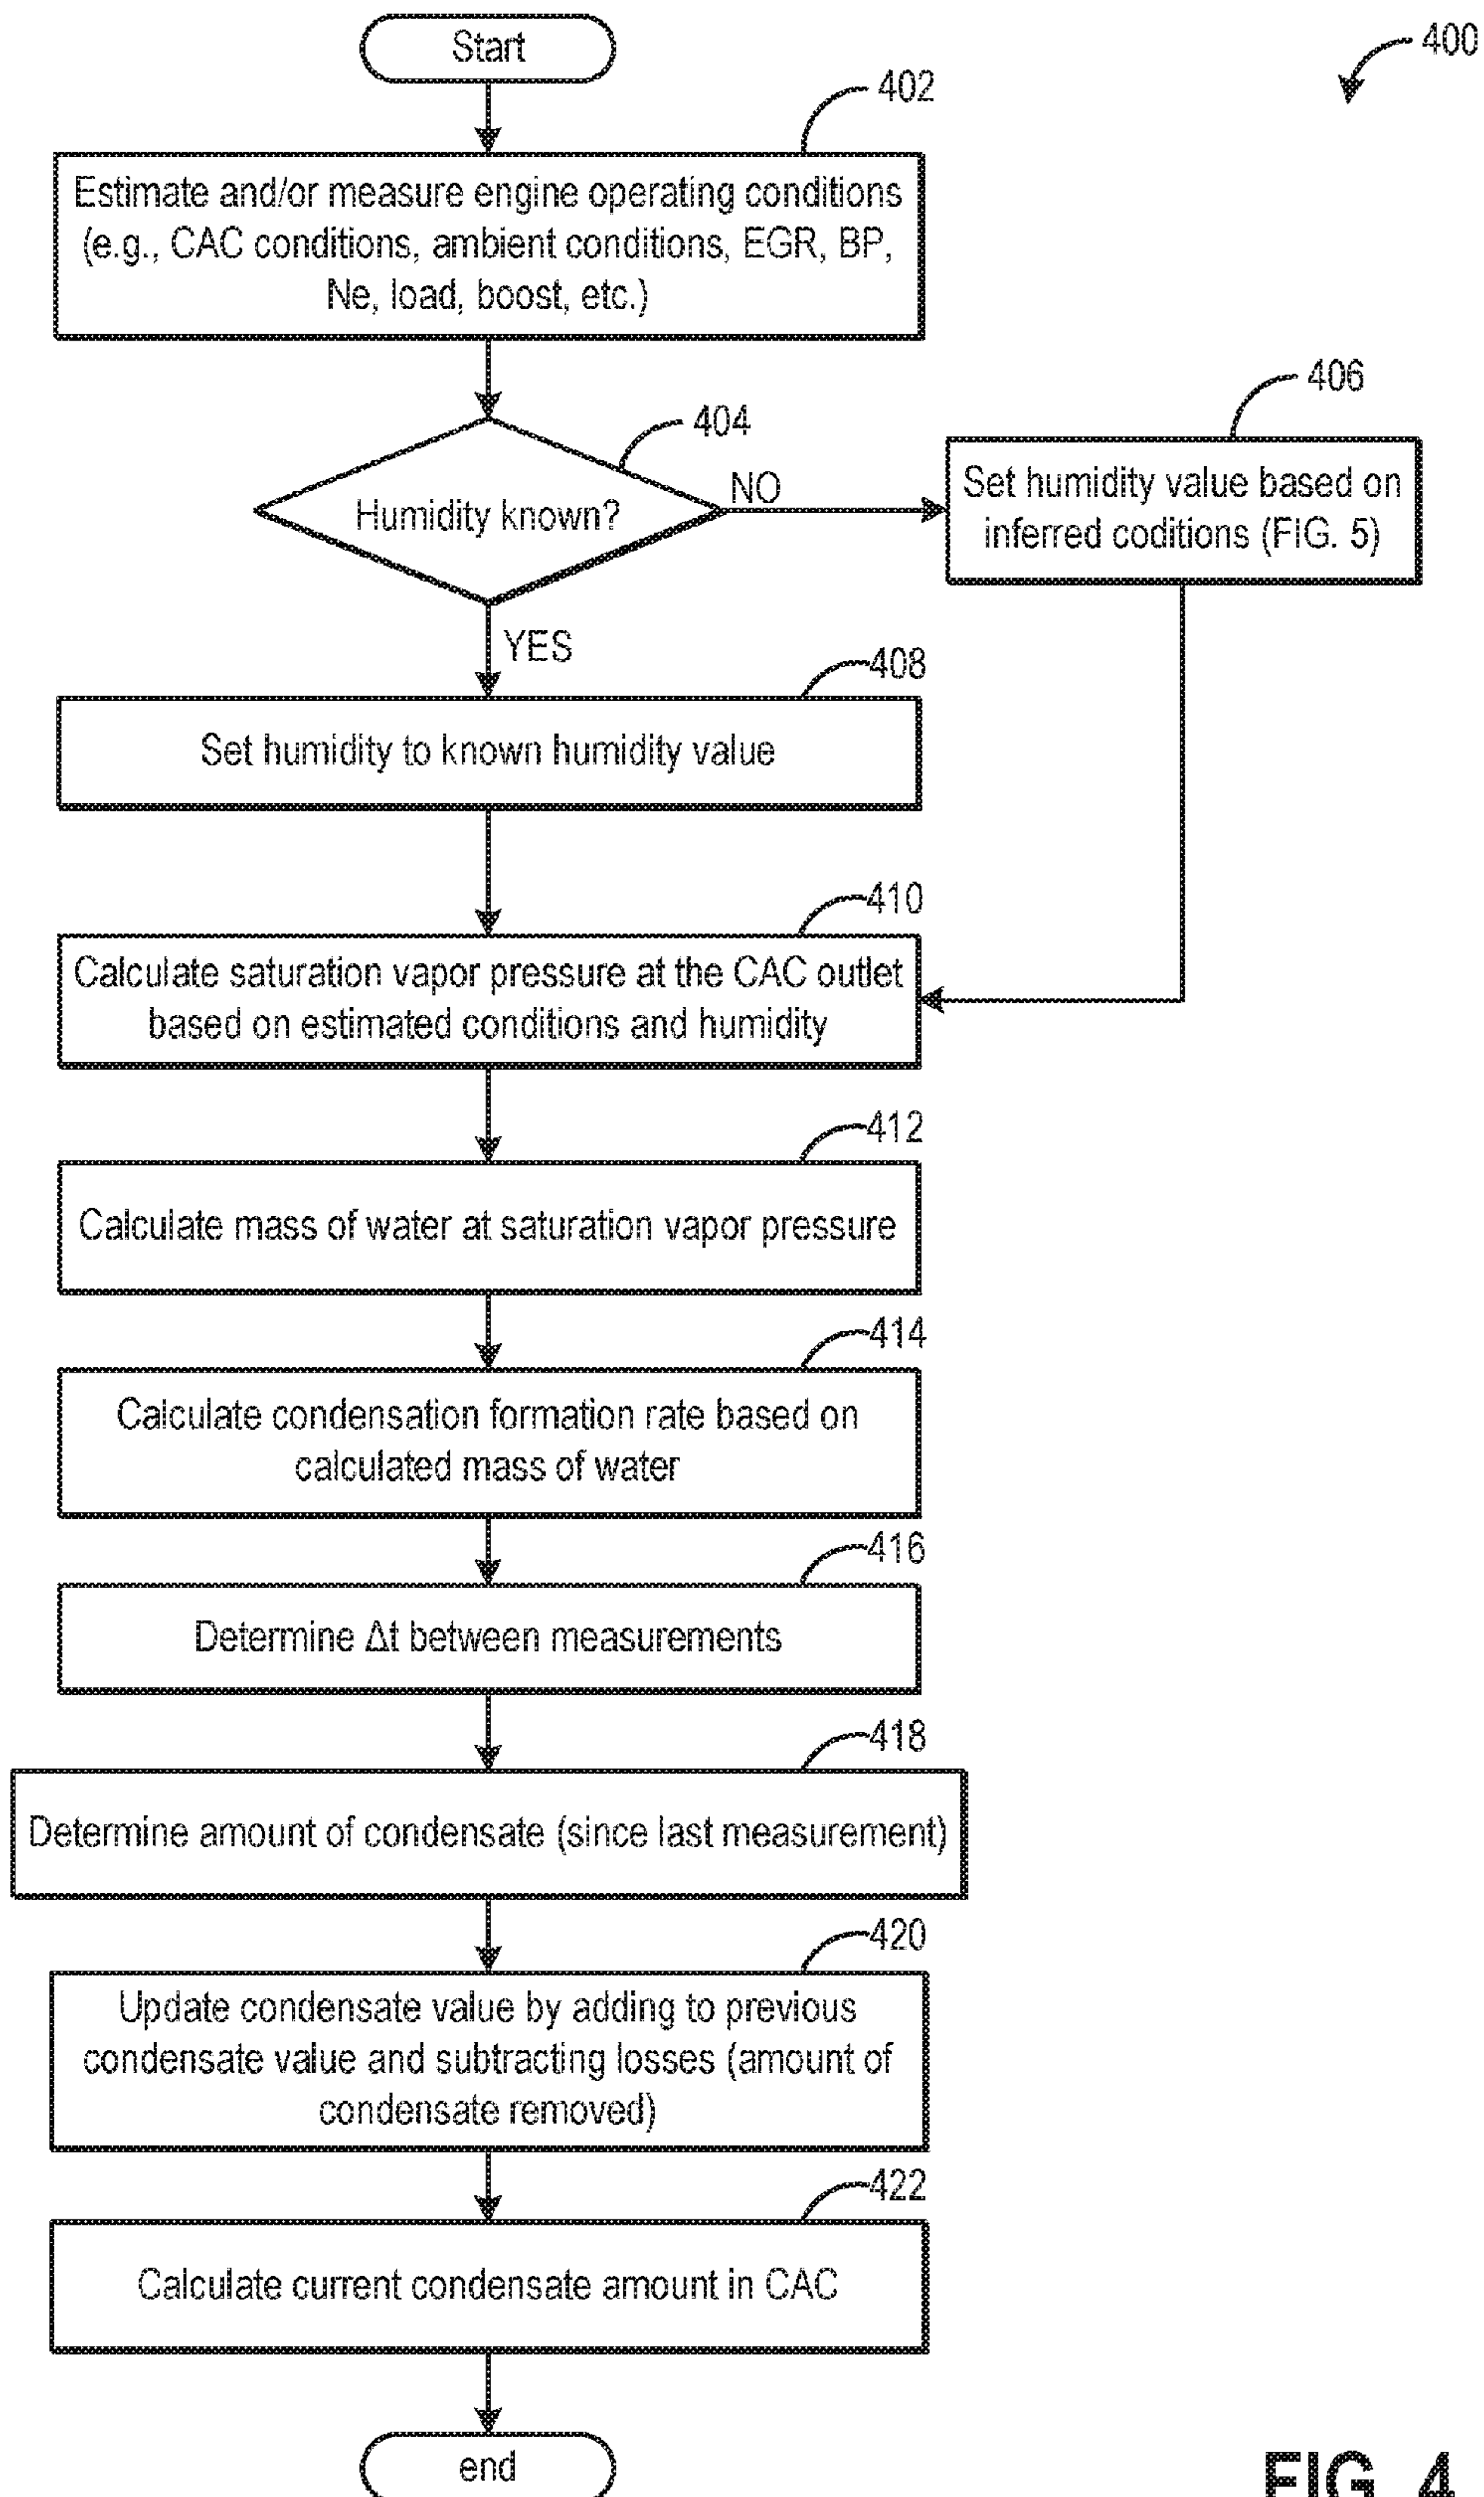 Start
400
402
Estimate and/or measure engine operating conditions
(e.g., CAC conditions, ambient conditions, EGR, BP,
Ne, load, boost, etc.)
404
Humidity known?
NO
406
Set humidity value based on
inferred coditions (FIG. 5)
YES
408
Set humidity to known humidity value
410
Calculate saturation vapor pressure at the CAC outlet
based on estimated conditions and humidity
412
Calculate mass of water at saturation vapor pressure
414
Calculate condensation formation rate based on
calculated mass of water
416
Determine Δt between measurements
418
Determine amount of condensate (since last measurement)
420
Update condensate value by adding to previous
condensate value and subtracting losses (amount of
condensate removed)
422
Calculate current condensate amount in CAC
end
FIG. 4